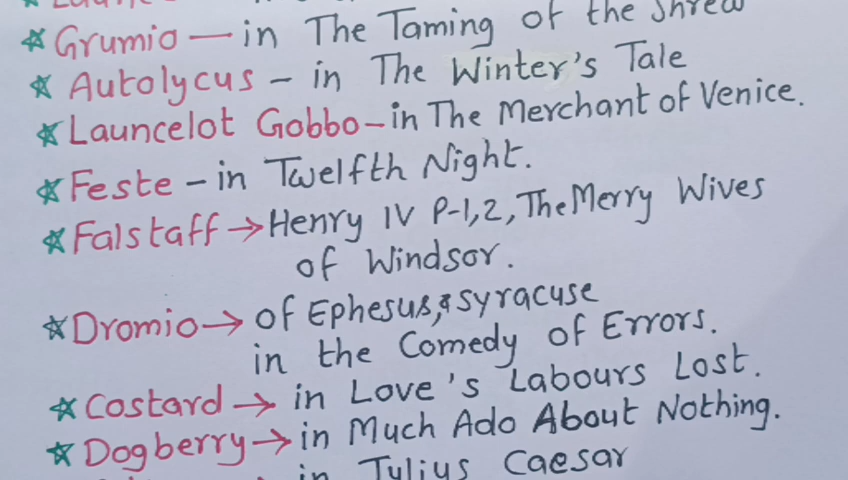 Grumio — in The Taming of the Shrew
Autolycus – in The Winter's Tale
Launcelot Gobbo – in The Merchant of Venice.
Feste – in Twelfth Night.
Falstaff → Henry IV P-1,2, The Merry Wives
of Windsor.
Dromio → of Ephesus, & Syracuse
in the Comedy of Errors.
Costard → in Love's Labours Lost.
Dogberry → in Much Ado About Nothing.
in Julius Caesar